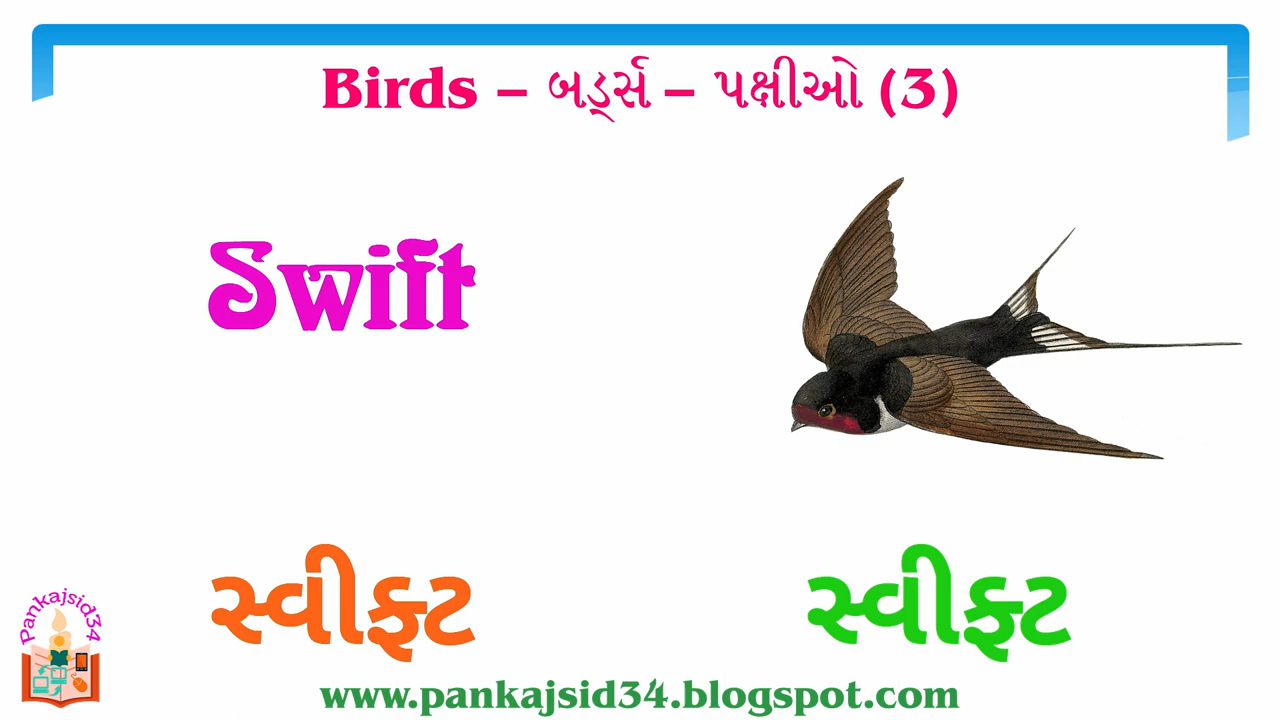 Birds – બર્ડ્સ – પક્ષીઓ (3)
Swift
સ્વીફ્ટ
સ્વીફ્ટ
Pankajsid34
www.pankajsid34.blogspot.com